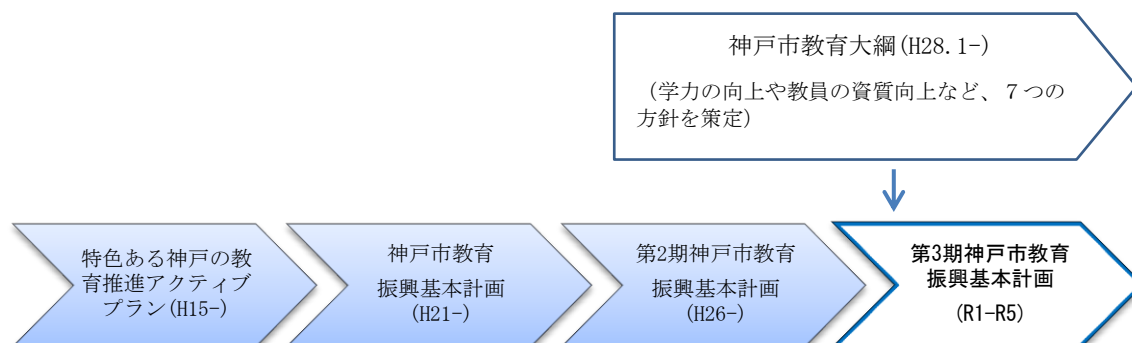 神戸市教育大綱(H28.1-)
（学力の向上や教員の資質向上など、７つの
方針を策定）
特色ある神戸の教
育推進アクティブ
プラン(H15-)
神戸市教育
振興基本計画
(H21-)
第2期神戸市教育
振興基本計画
(H26-)
第3期神戸市教育
振興基本計画
(R1-R5)